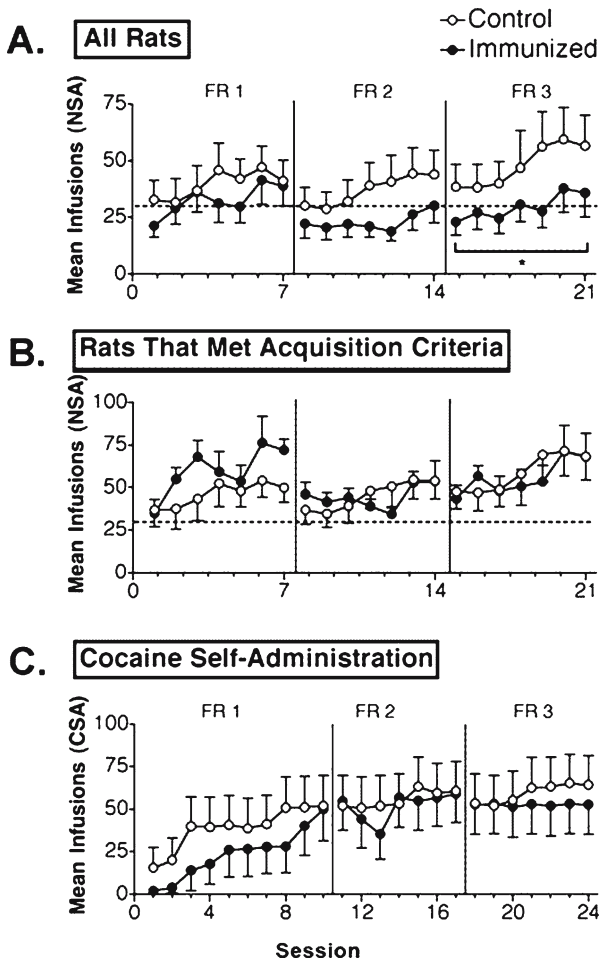 Control
Immunized
A.
All Rats
FR 1
FR 2
FR 3
Mean Infusions (NSA)
75
50
25
0
*
0
7
14
21
B.
Rats That Met Acquisition Criteria
Mean Infusions (NSA)
100
75
50
25
0
0
7
14
21
C.
Cocaine Self-Administration
FR 1
FR 2
FR 3
Mean Infusions (CSA)
100
75
50
25
0
0
4
8
12
16
20
24
Session